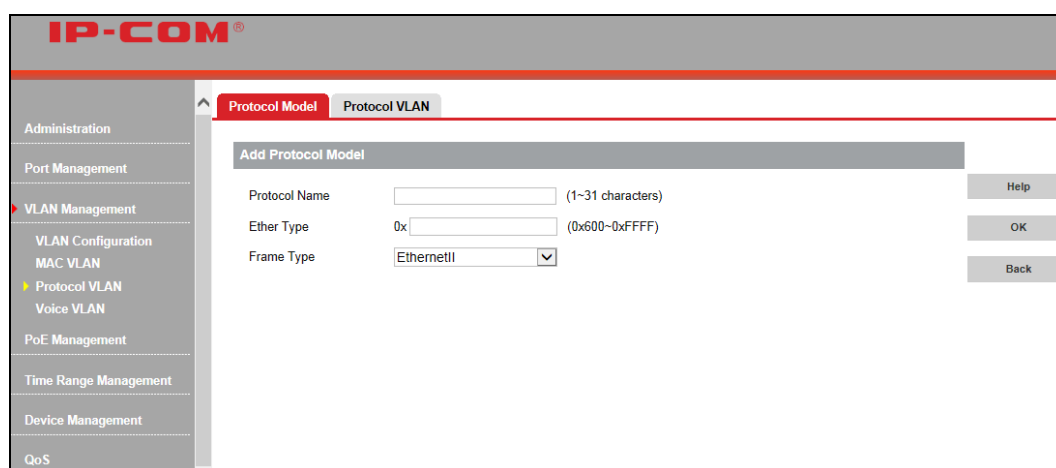 IP-COM®
Administration
Port Management
VLAN Management
VLAN Configuration
MAC VLAN
Protocol VLAN
Voice VLAN
PoE Management
Time Range Management
Device Management
QoS
Protocol Model Protocol VLAN
Add Protocol Model
Protocol Name (1~31 characters)
Ether Type 0x (0x600~0xFFFF)
Frame Type EthernetII
Help
OK
Back